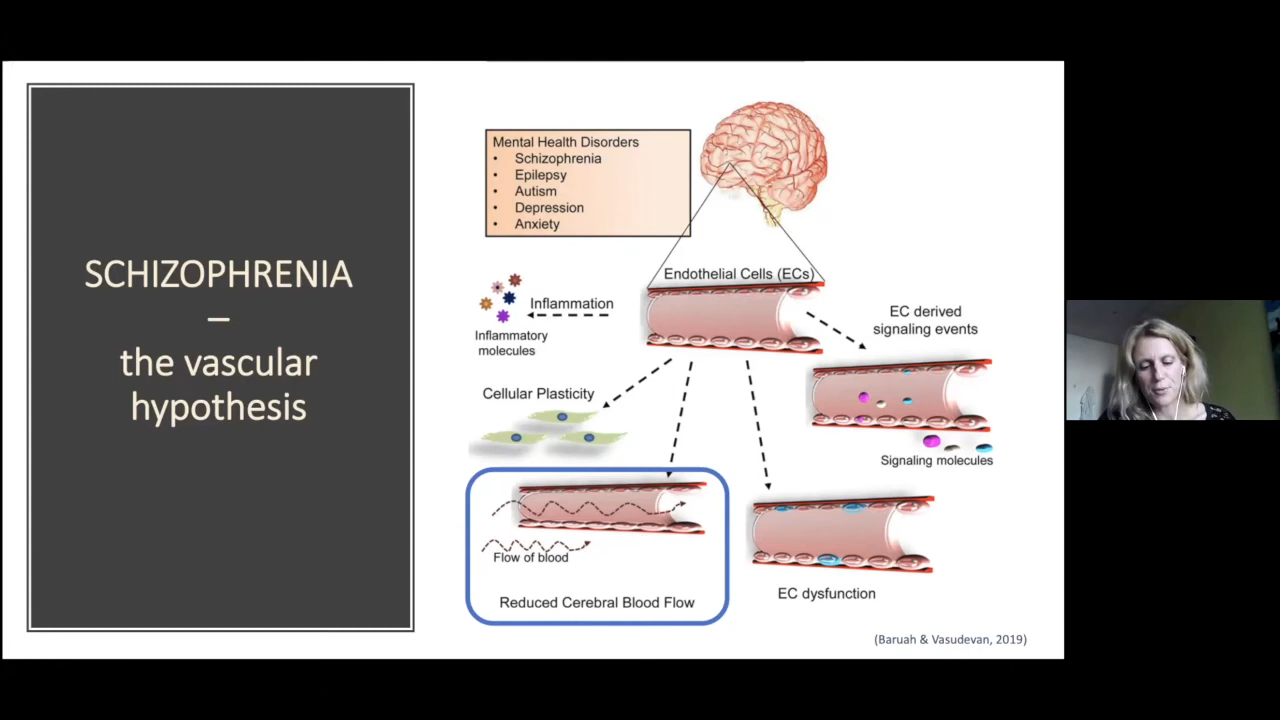 SCHIZOPHRENIA
–
the vascular
hypothesis
Mental Health Disorders
• Schizophrenia
• Epilepsy
• Autism
• Depression
• Anxiety
Endothelial Cells (ECs)
Inflammation
Inflammatory
molecules
EC derived
signaling events
Cellular Plasticity
Signaling molecules
Flow of blood
Reduced Cerebral Blood Flow
EC dysfunction
(Baruah & Vasudevan, 2019)